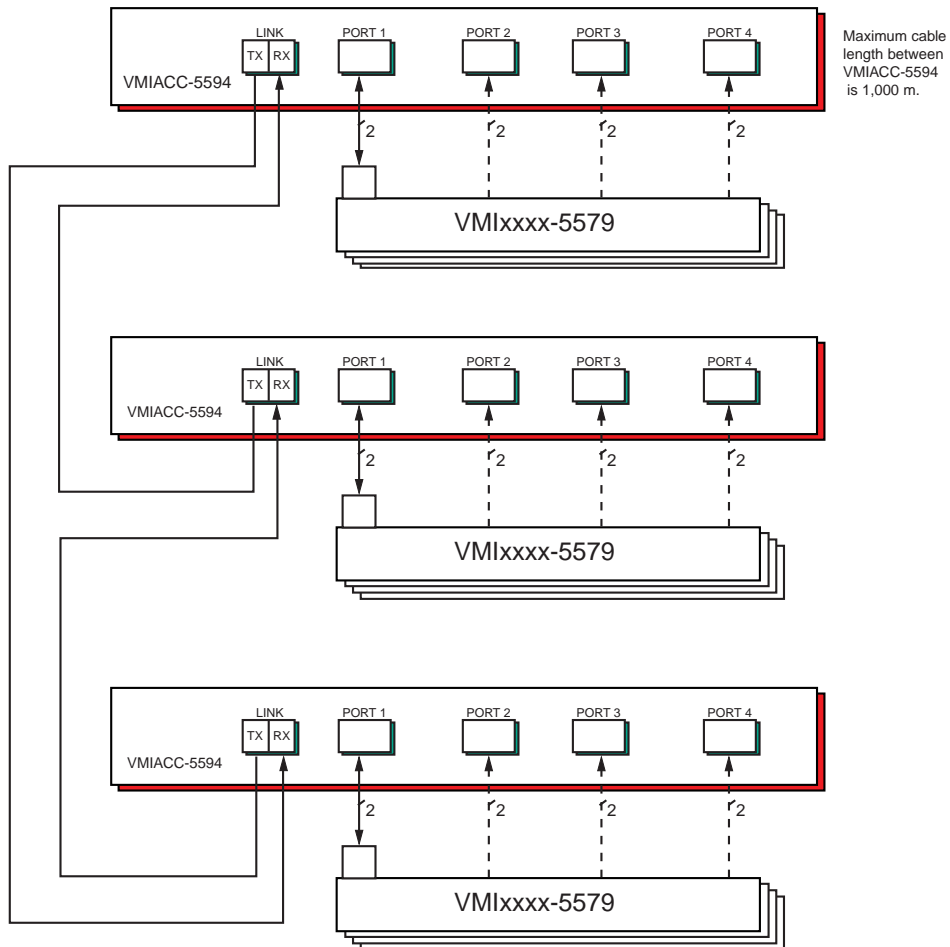 LINK PORT 1 PORT 2 PORT 3 PORT 4
TX RX
VMIACC-5594
Maximum cable
length between
VMIACC-5594
is 1,000 m.
2 2 2 2
VMIxxxx-5579
LINK PORT 1 PORT 2 PORT 3 PORT 4
TX RX
VMIACC-5594
2 2 2 2
VMIxxxx-5579
LINK PORT 1 PORT 2 PORT 3 PORT 4
TX RX
VMIACC-5594
2 2 2 2
VMIxxxx-5579